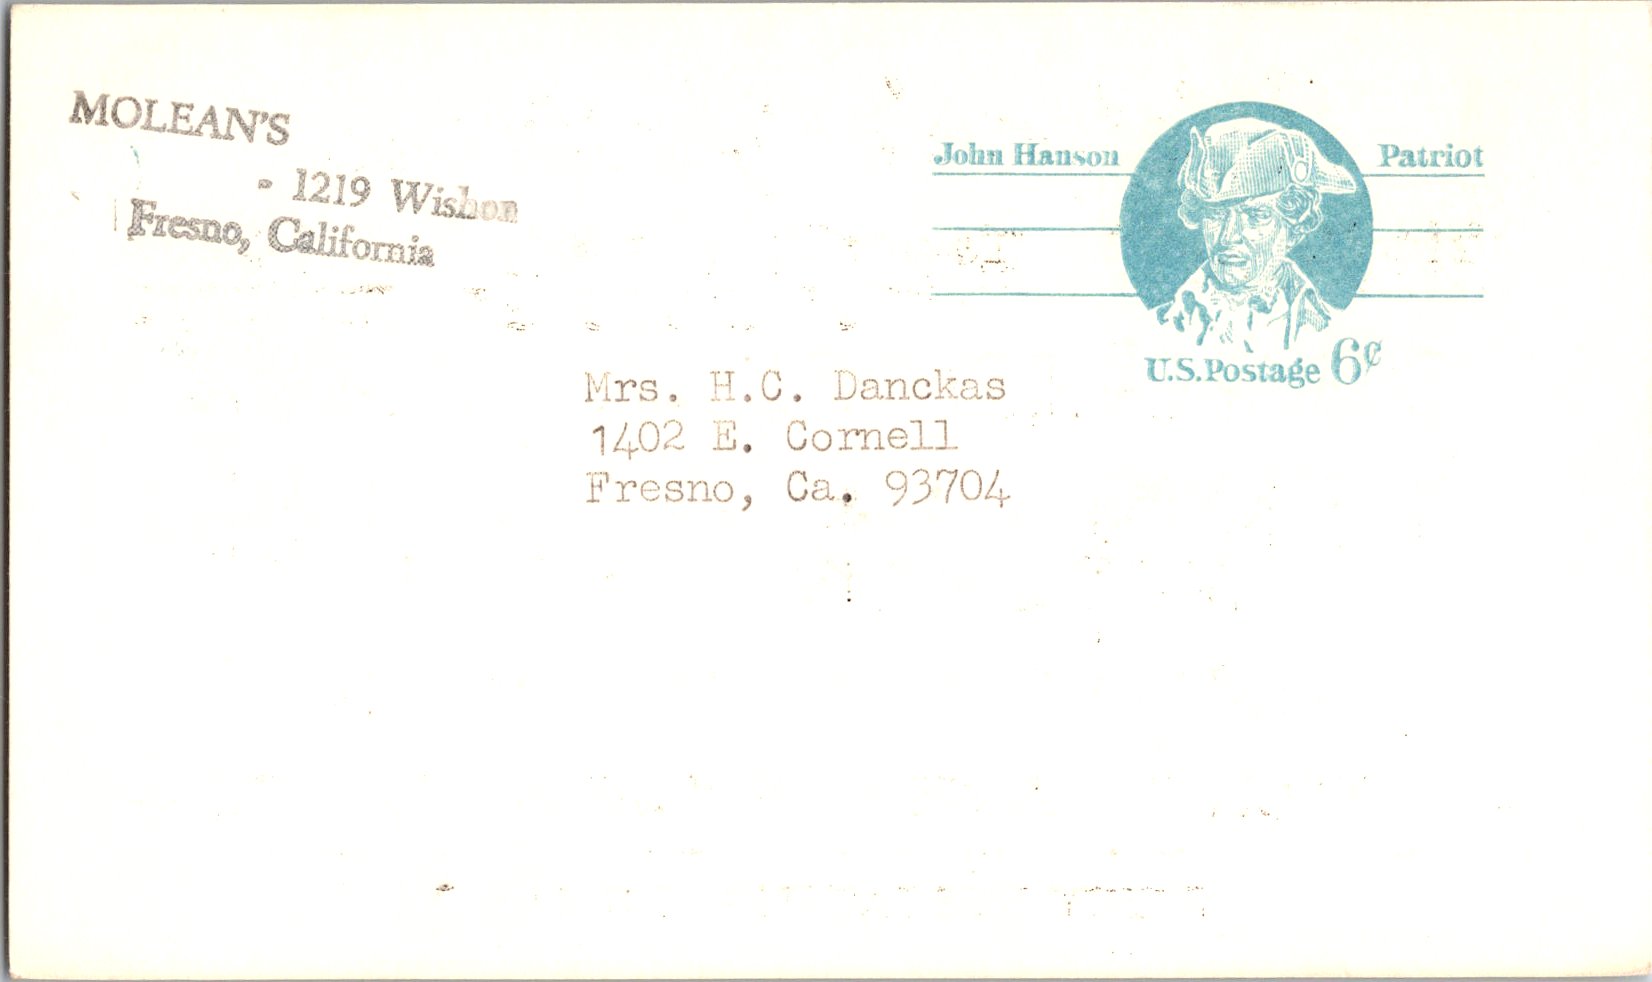 MOLEAN'S
- 1219 Wishon
Fresno, California
John Hanson Patriot
U.S. Postage 6¢
Mrs. H.C. Danckas
1402 E. Cornell
Fresno, Ca. 93704